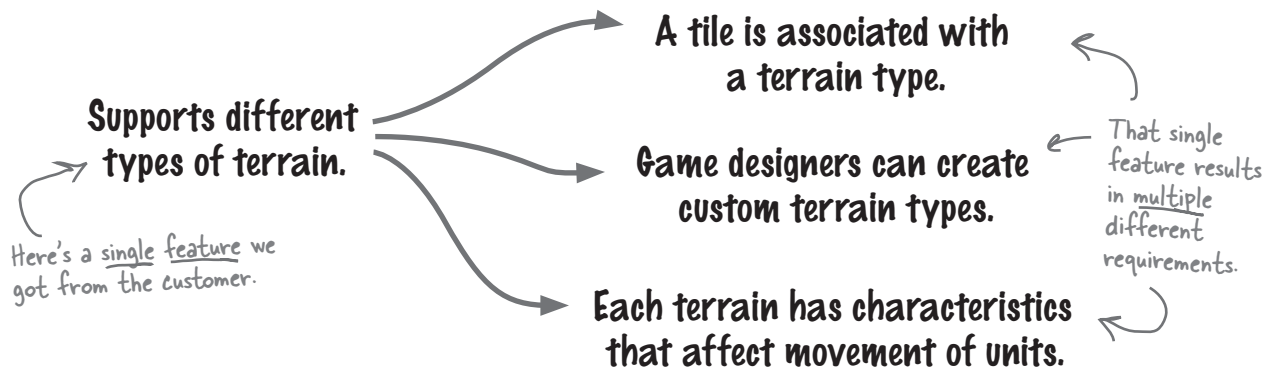 Supports different
types of terrain.
Here's a single feature we
got from the customer.
A tile is associated with
a terrain type.
Game designers can create
custom terrain types.
Each terrain has characteristics
that affect movement of units.
That single
feature results
in multiple
different
requirements.